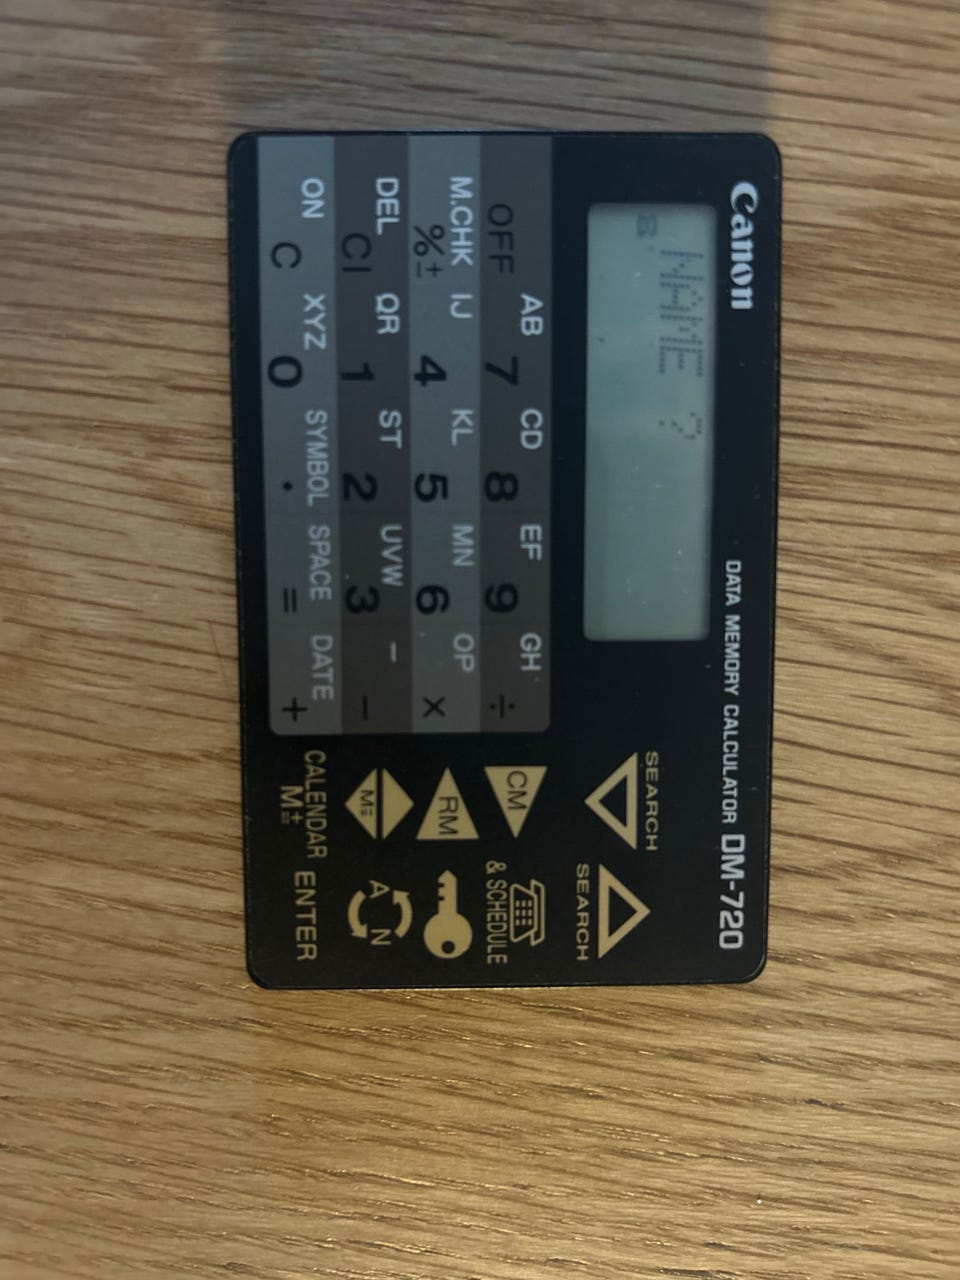 Canon
DATA MEMORY CALCULATOR DM-720
NAME ?
SEARCH
SEARCH
AB CD EF GH
OFF 7 8 9 ÷
CM
& SCHEDULE
M.CHK IJ KL MN OP
%± 4 5 6 ×
RM
DEL QR ST UVW –
CI 1 2 3 −
M=
A N
ON XYZ SYMBOL SPACE DATE
C 0 . = +
CALENDAR ENTER
M±